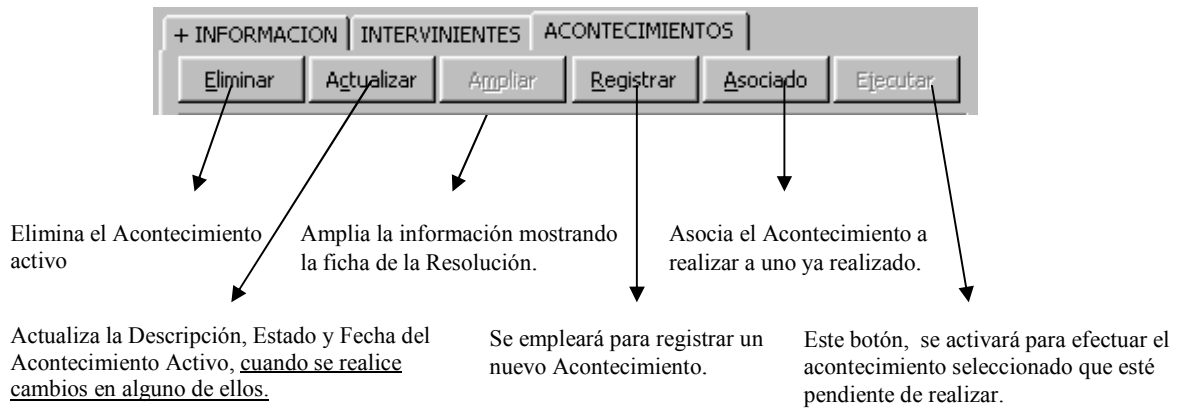 + INFORMACION INTERVINIENTES ACONTECIMIENTOS
Eliminar Actualizar Ampliar Registrar Asociado Ejecutar
Elimina el Acontecimiento
activo
Amplia la información mostrando
la ficha de la Resolución.
Asocia el Acontecimiento a
realizar a uno ya realizado.
Actualiza la Descripción, Estado y Fecha del
Acontecimiento Activo, cuando se realice
cambios en alguno de ellos.
Se empleará para registrar un
nuevo Acontecimiento.
Este botón, se activará para efectuar el
acontecimiento seleccionado que esté
pendiente de realizar.